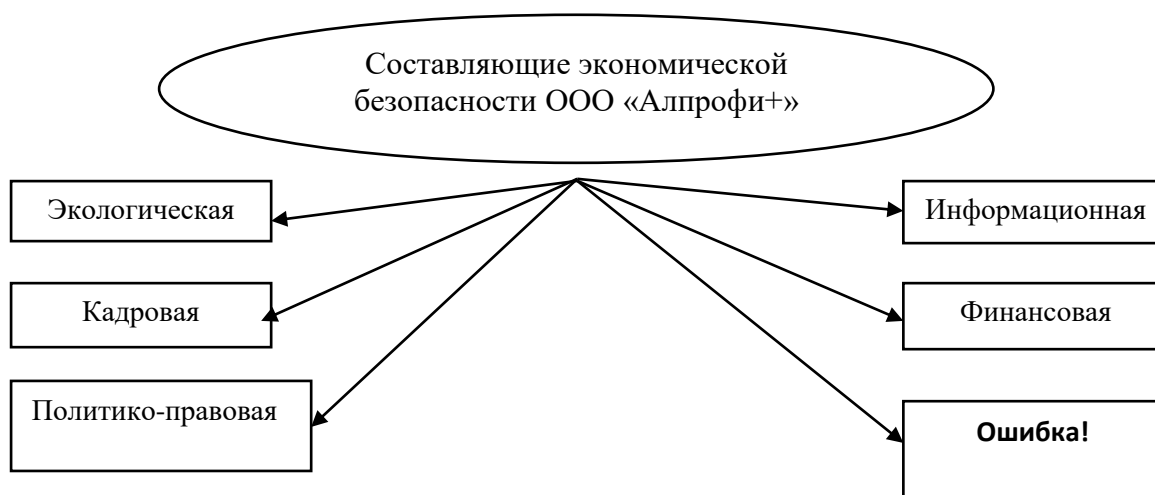 Составляющие экономической
безопасности ООО «Алпрофи+»
Экологическая
Информационная
Кадровая
Финансовая
Политико-правовая
Ошибка!